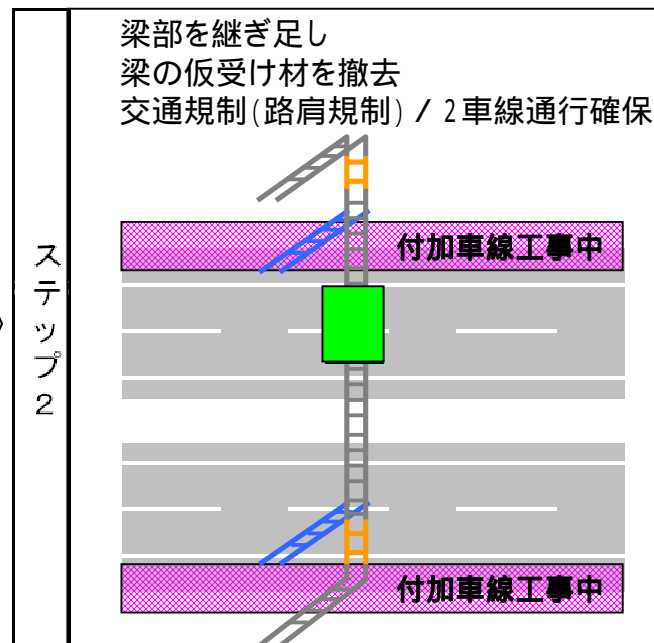 ステップ2
梁部を継ぎ足し
梁の仮受け材を撤去
交通規制(路肩規制) / 2車線通行確保
付加車線工事中
付加車線工事中